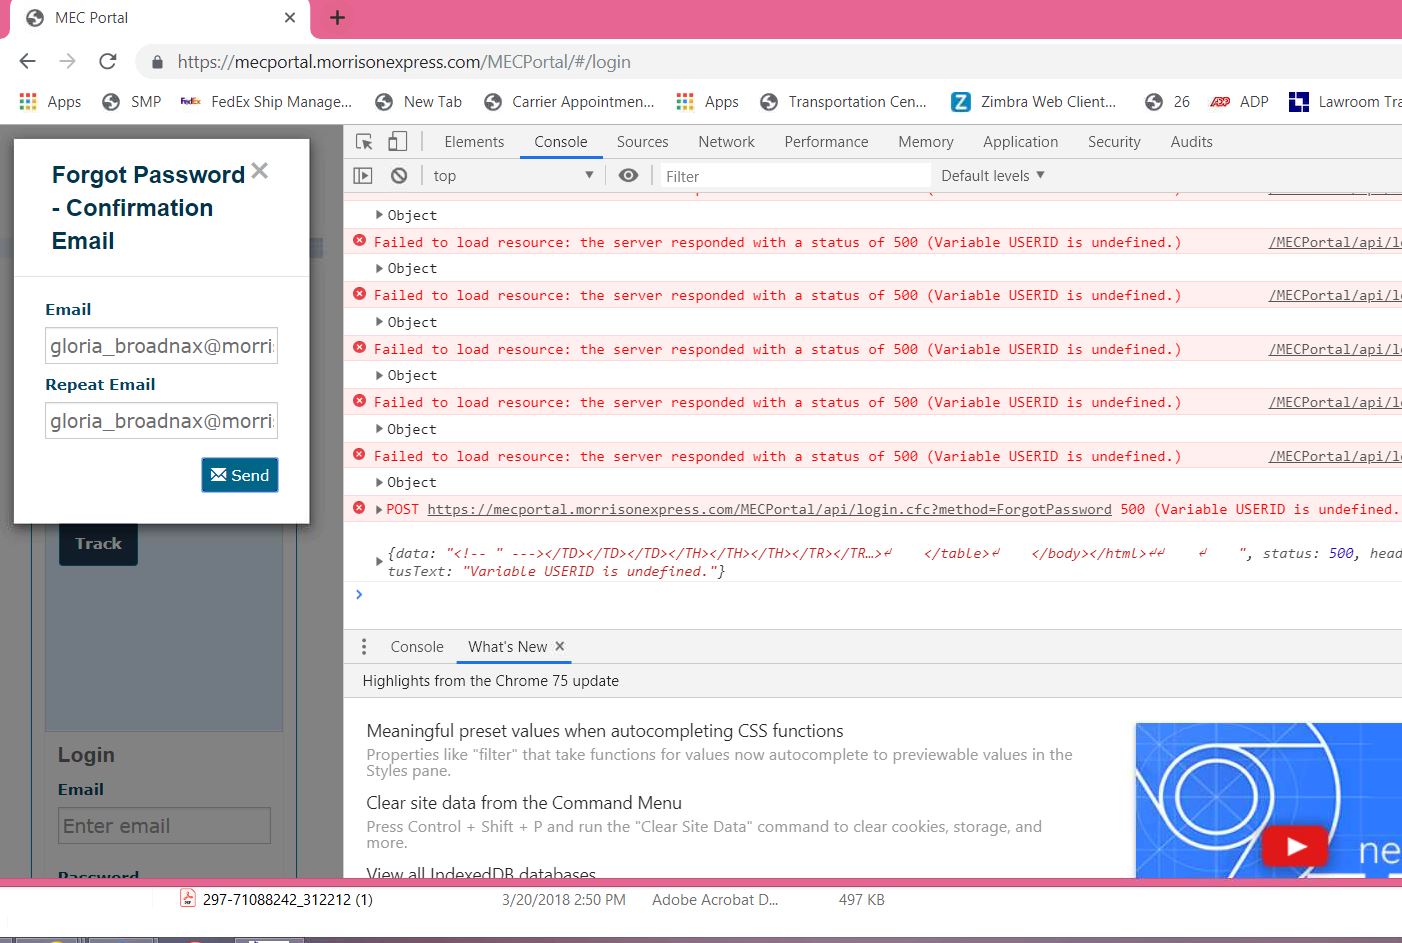 MEC Portal
https://mecportal.morrisonexpress.com/MECPortal/#/login
Apps SMP FedEx FedEx Ship Manage... New Tab Carrier Appointmen... Apps Transportation Cen... Z Zimbra Web Client... 26 ADP ADP Lawroom Tra
Forgot Password
- Confirmation
Email
Email
gloria_broadnax@morri
Repeat Email
gloria_broadnax@morri
Send
Track
Login
Email
Enter email
Password
Elements Console Sources Network Performance Memory Application Security Audits
top Filter Default levels
Object
Failed to load resource: the server responded with a status of 500 (Variable USERID is undefined.) /MECPortal/api/l
Object
Failed to load resource: the server responded with a status of 500 (Variable USERID is undefined.) /MECPortal/api/l
Object
Failed to load resource: the server responded with a status of 500 (Variable USERID is undefined.) /MECPortal/api/l
Object
Failed to load resource: the server responded with a status of 500 (Variable USERID is undefined.) /MECPortal/api/l
Object
Failed to load resource: the server responded with a status of 500 (Variable USERID is undefined.) /MECPortal/api/l
Object
POST https://mecportal.morrisonexpress.com/MECPortal/api/login.cfc?method=ForgotPassword 500 (Variable USERID is undefined.
{data: "<!-- " ---></TD></TD></TD></TH></TH></TH></TR></TR…>↵ </table>↵ </body></html>↵↵ ↵ ", status: 500, head
tusText: "Variable USERID is undefined."}
Console What's New
Highlights from the Chrome 75 update
Meaningful preset values when autocompleting CSS functions
Properties like "filter" that take functions for values now autocomplete to previewable values in the
Styles pane.
Clear site data from the Command Menu
Press Control + Shift + P and run the "Clear Site Data" command to clear cookies, storage, and
more.
View all IndexedDB databases
ne
297-71088242_312212 (1) 3/20/2018 2:50 PM Adobe Acrobat D... 497 KB